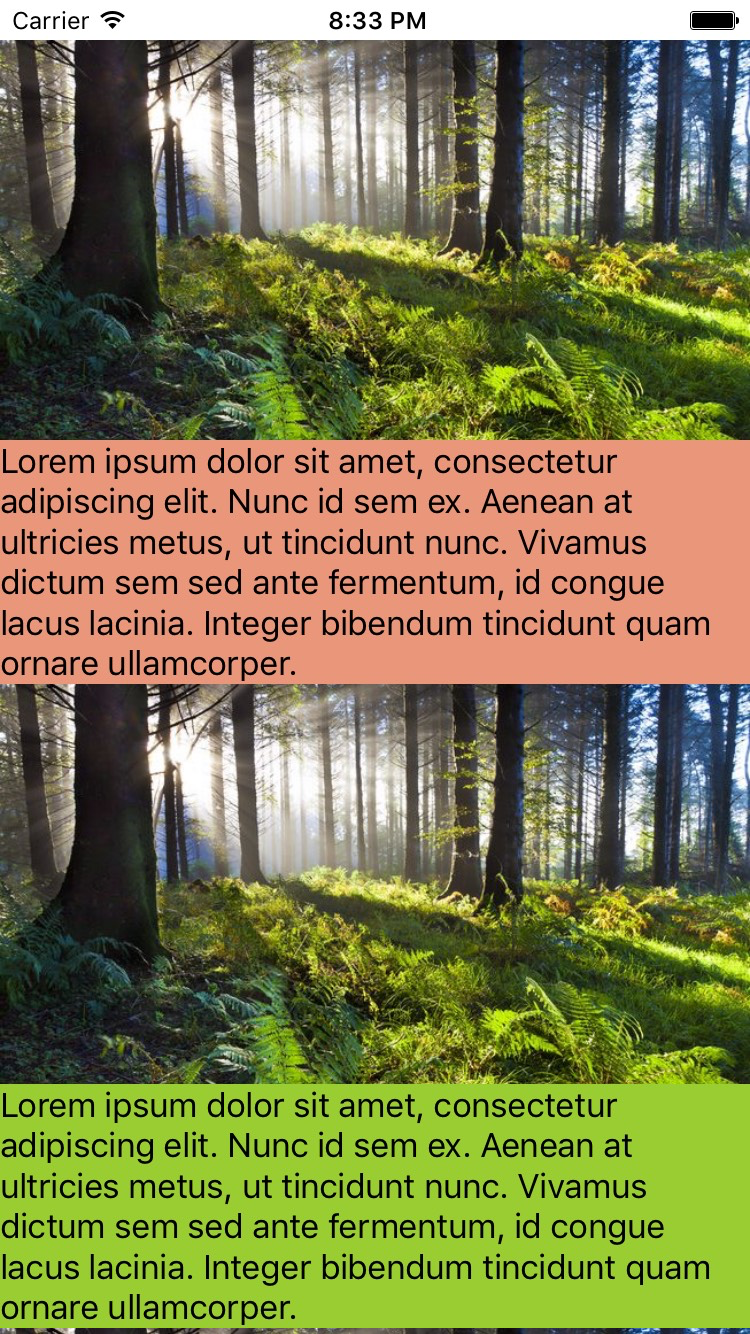 Carrier 8:33 PM
Lorem ipsum dolor sit amet, consectetur
adipiscing elit. Nunc id sem ex. Aenean at
ultricies metus, ut tincidunt nunc. Vivamus
dictum sem sed ante fermentum, id congue
lacus lacinia. Integer bibendum tincidunt quam
ornare ullamcorper.
Lorem ipsum dolor sit amet, consectetur
adipiscing elit. Nunc id sem ex. Aenean at
ultricies metus, ut tincidunt nunc. Vivamus
dictum sem sed ante fermentum, id congue
lacus lacinia. Integer bibendum tincidunt quam
ornare ullamcorper.